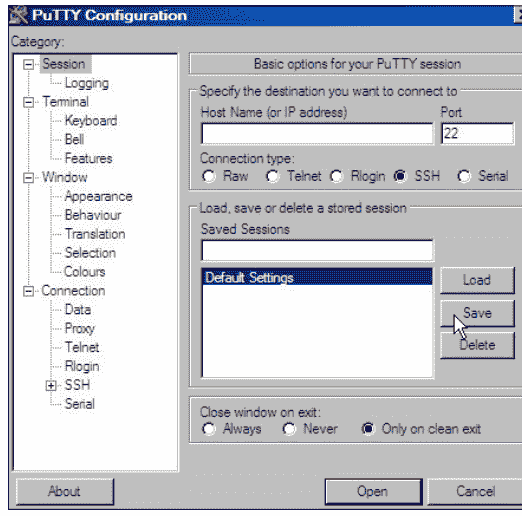 PuTTY Configuration
Category:
Session
Logging
Terminal
Keyboard
Bell
Features
Window
Appearance
Behaviour
Translation
Selection
Colours
Connection
Data
Proxy
Telnet
Rlogin
SSH
Serial
Basic options for your PuTTY session
Specify the destination you want to connect to
Host Name (or IP address) Port
22
Connection type:
Raw Telnet Rlogin SSH Serial
Load, save or delete a stored session
Saved Sessions
Default Settings
Load
Save
Delete
Close window on exit:
Always Never Only on clean exit
About Open Cancel